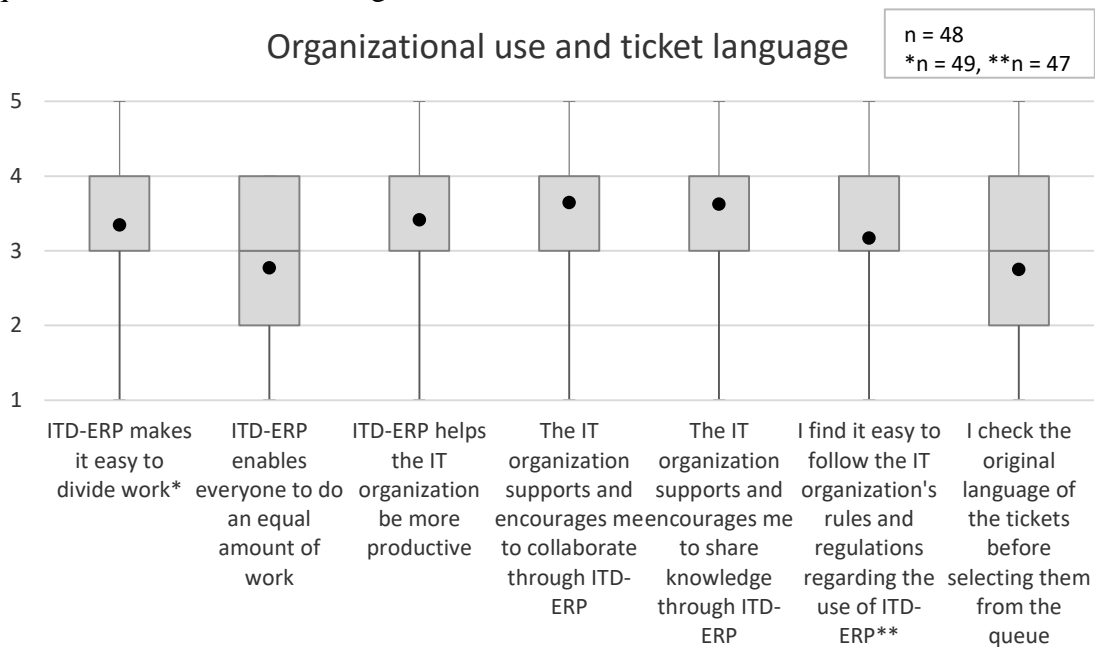 Organizational use and ticket language
n = 48
*n = 49, **n = 47
5
4
3
2
1
ITD-ERP makes
it easy to
divide work*
ITD-ERP
enables
everyone to do
an equal
amount of
work
ITD-ERP helps
the IT
organization
be more
productive
The IT
organization
supports and
encourages me
to collaborate
through ITD-
ERP
The IT
organization
supports and
encourages me
to share
knowledge
through ITD-
ERP
I find it easy to
follow the IT
organization's
rules and
regulations
regarding the
use of ITD-
ERP**
I check the
original
language of
the tickets
before
selecting them
from the
queue